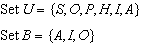 Set U = {S, O, P, H, I, A}
Set B = {A, I, O}